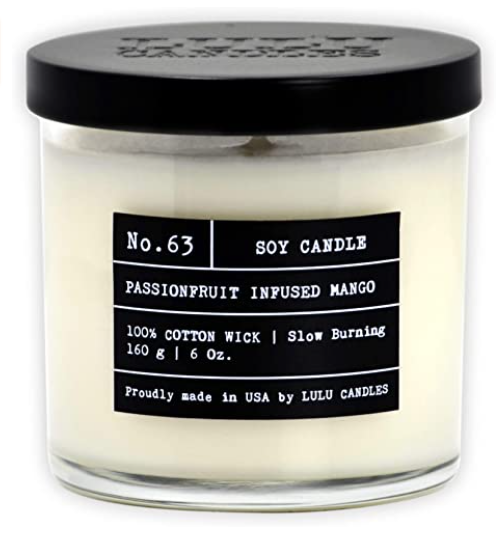 No.63
SOY CANDLE
PASSIONFRUIT INFUSED MANGO
100% COTTON WICK | Slow Burning
160 g | 6 Oz.
Proudly made in USA by LULU CANDLES